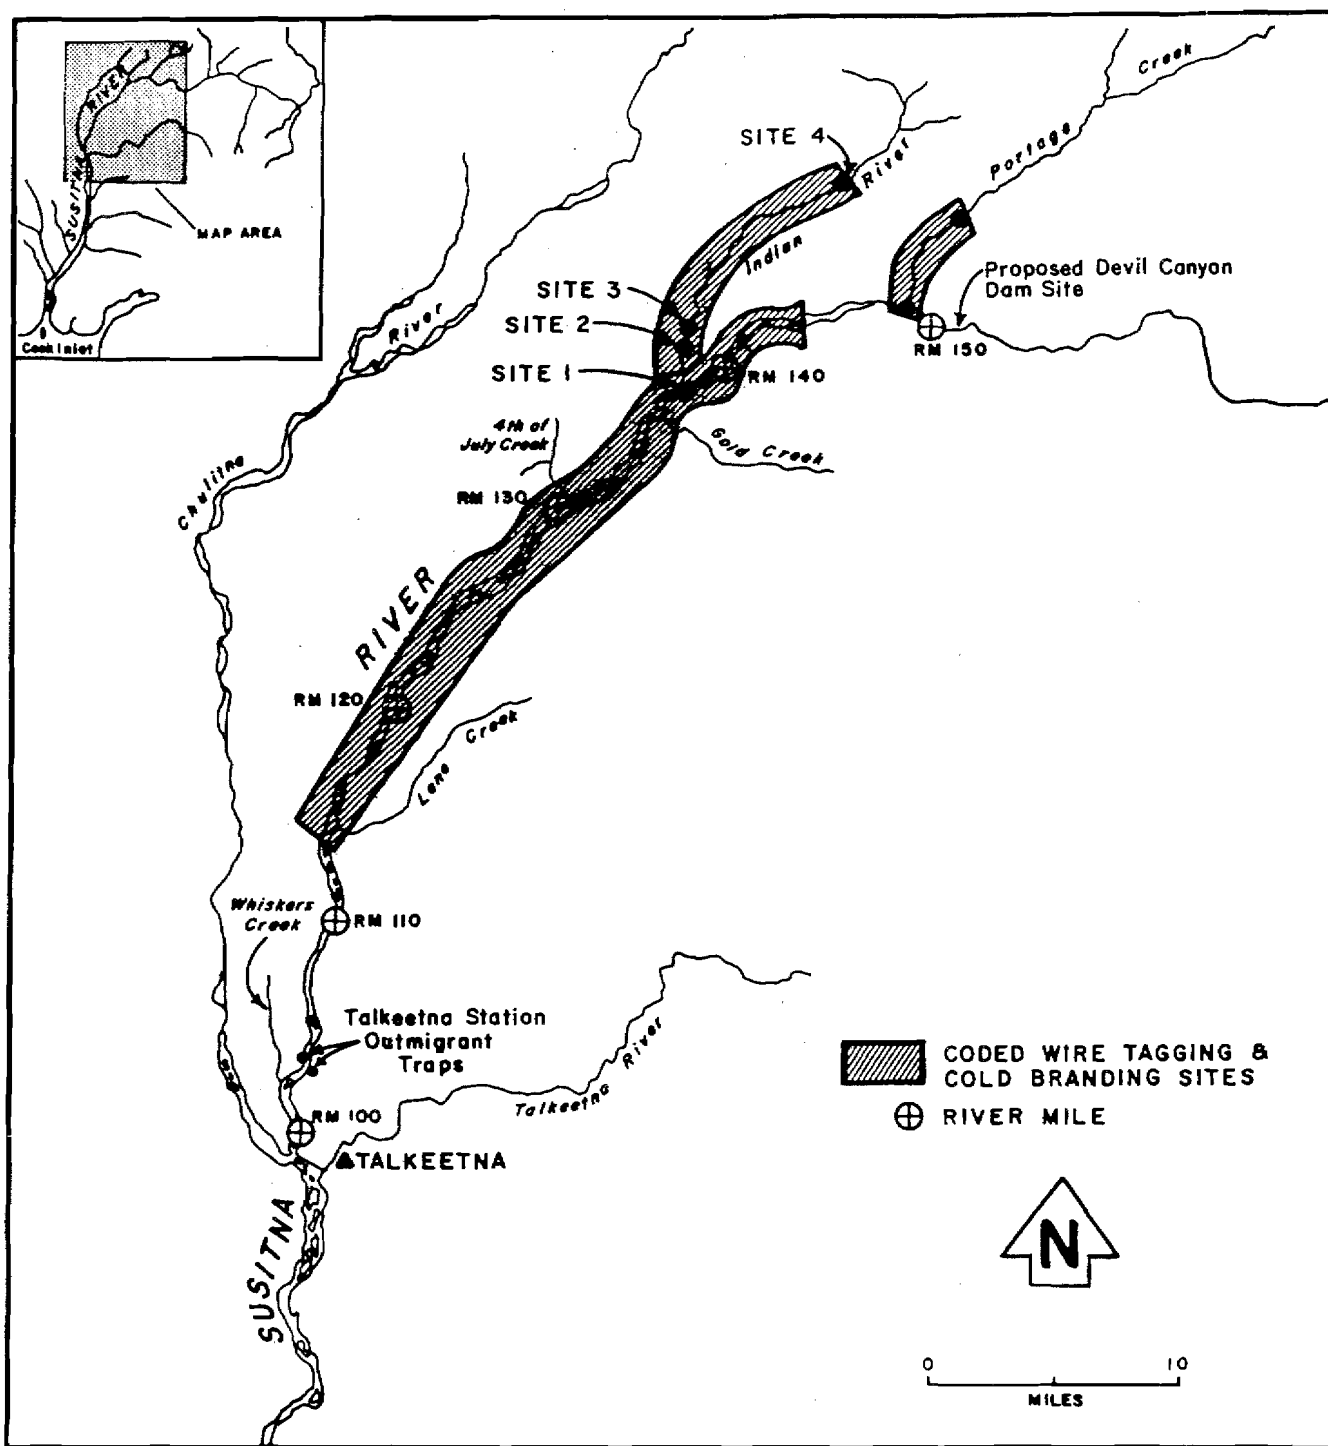 RIVER
SUSITNA
MAP AREA
Cook Inlet
Creek
Portage
SITE 4
River
Indian
Proposed Devil Canyon
Dam Site
SITE 3
SITE 2
SITE 1
RM 150
RM 140
River
Chulitna
4th of
July Creek
Gold Creek
RM 130
RIVER
RM 120
Lane Creek
Whiskers
Creek
RM 110
Talkeetna Station
Outmigrant
Traps
Talkeetna River
RM 100
TALKEETNA
SUSITNA
CODED WIRE TAGGING &
COLD BRANDING SITES
RIVER MILE
N
0 10
MILES